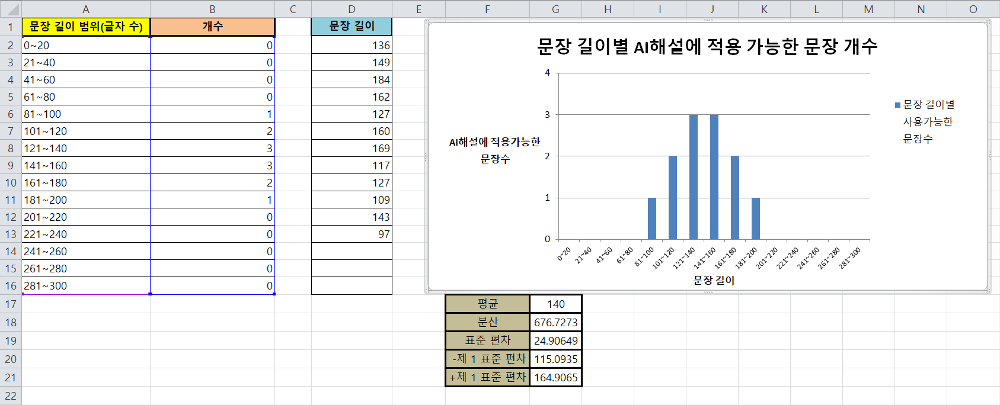 A B C D E F G H I J K L M N O
1 문장 길이 범위(글자 수) 개수 문장 길이
2 0~20 0 136
3 21~40 0 149
4 41~60 0 184
5 61~80 0 162
6 81~100 1 127
7 101~120 2 160
8 121~140 3 169
9 141~160 3 117
10 161~180 2 127
11 181~200 1 109
12 201~220 0 143
13 221~240 0 97
14 241~260 0
15 261~280 0
16 281~300 0
문장 길이별 AI해설에 적용 가능한 문장 개수
AI해설에 적용가능한
문장수
4
3
2
1
0
0~20 21~40 41~60 61~80 81~100 101~120 121~140 141~160 161~180 181~200 201~220 221~240 241~260 261~280 281~300
문장 길이
문장 길이별
사용가능한
문장수
17 평균 140
18 분산 676.7273
19 표준 편차 24.90649
20 -제 1 표준 편차 115.0935
21 +제 1 표준 편차 164.9065
22